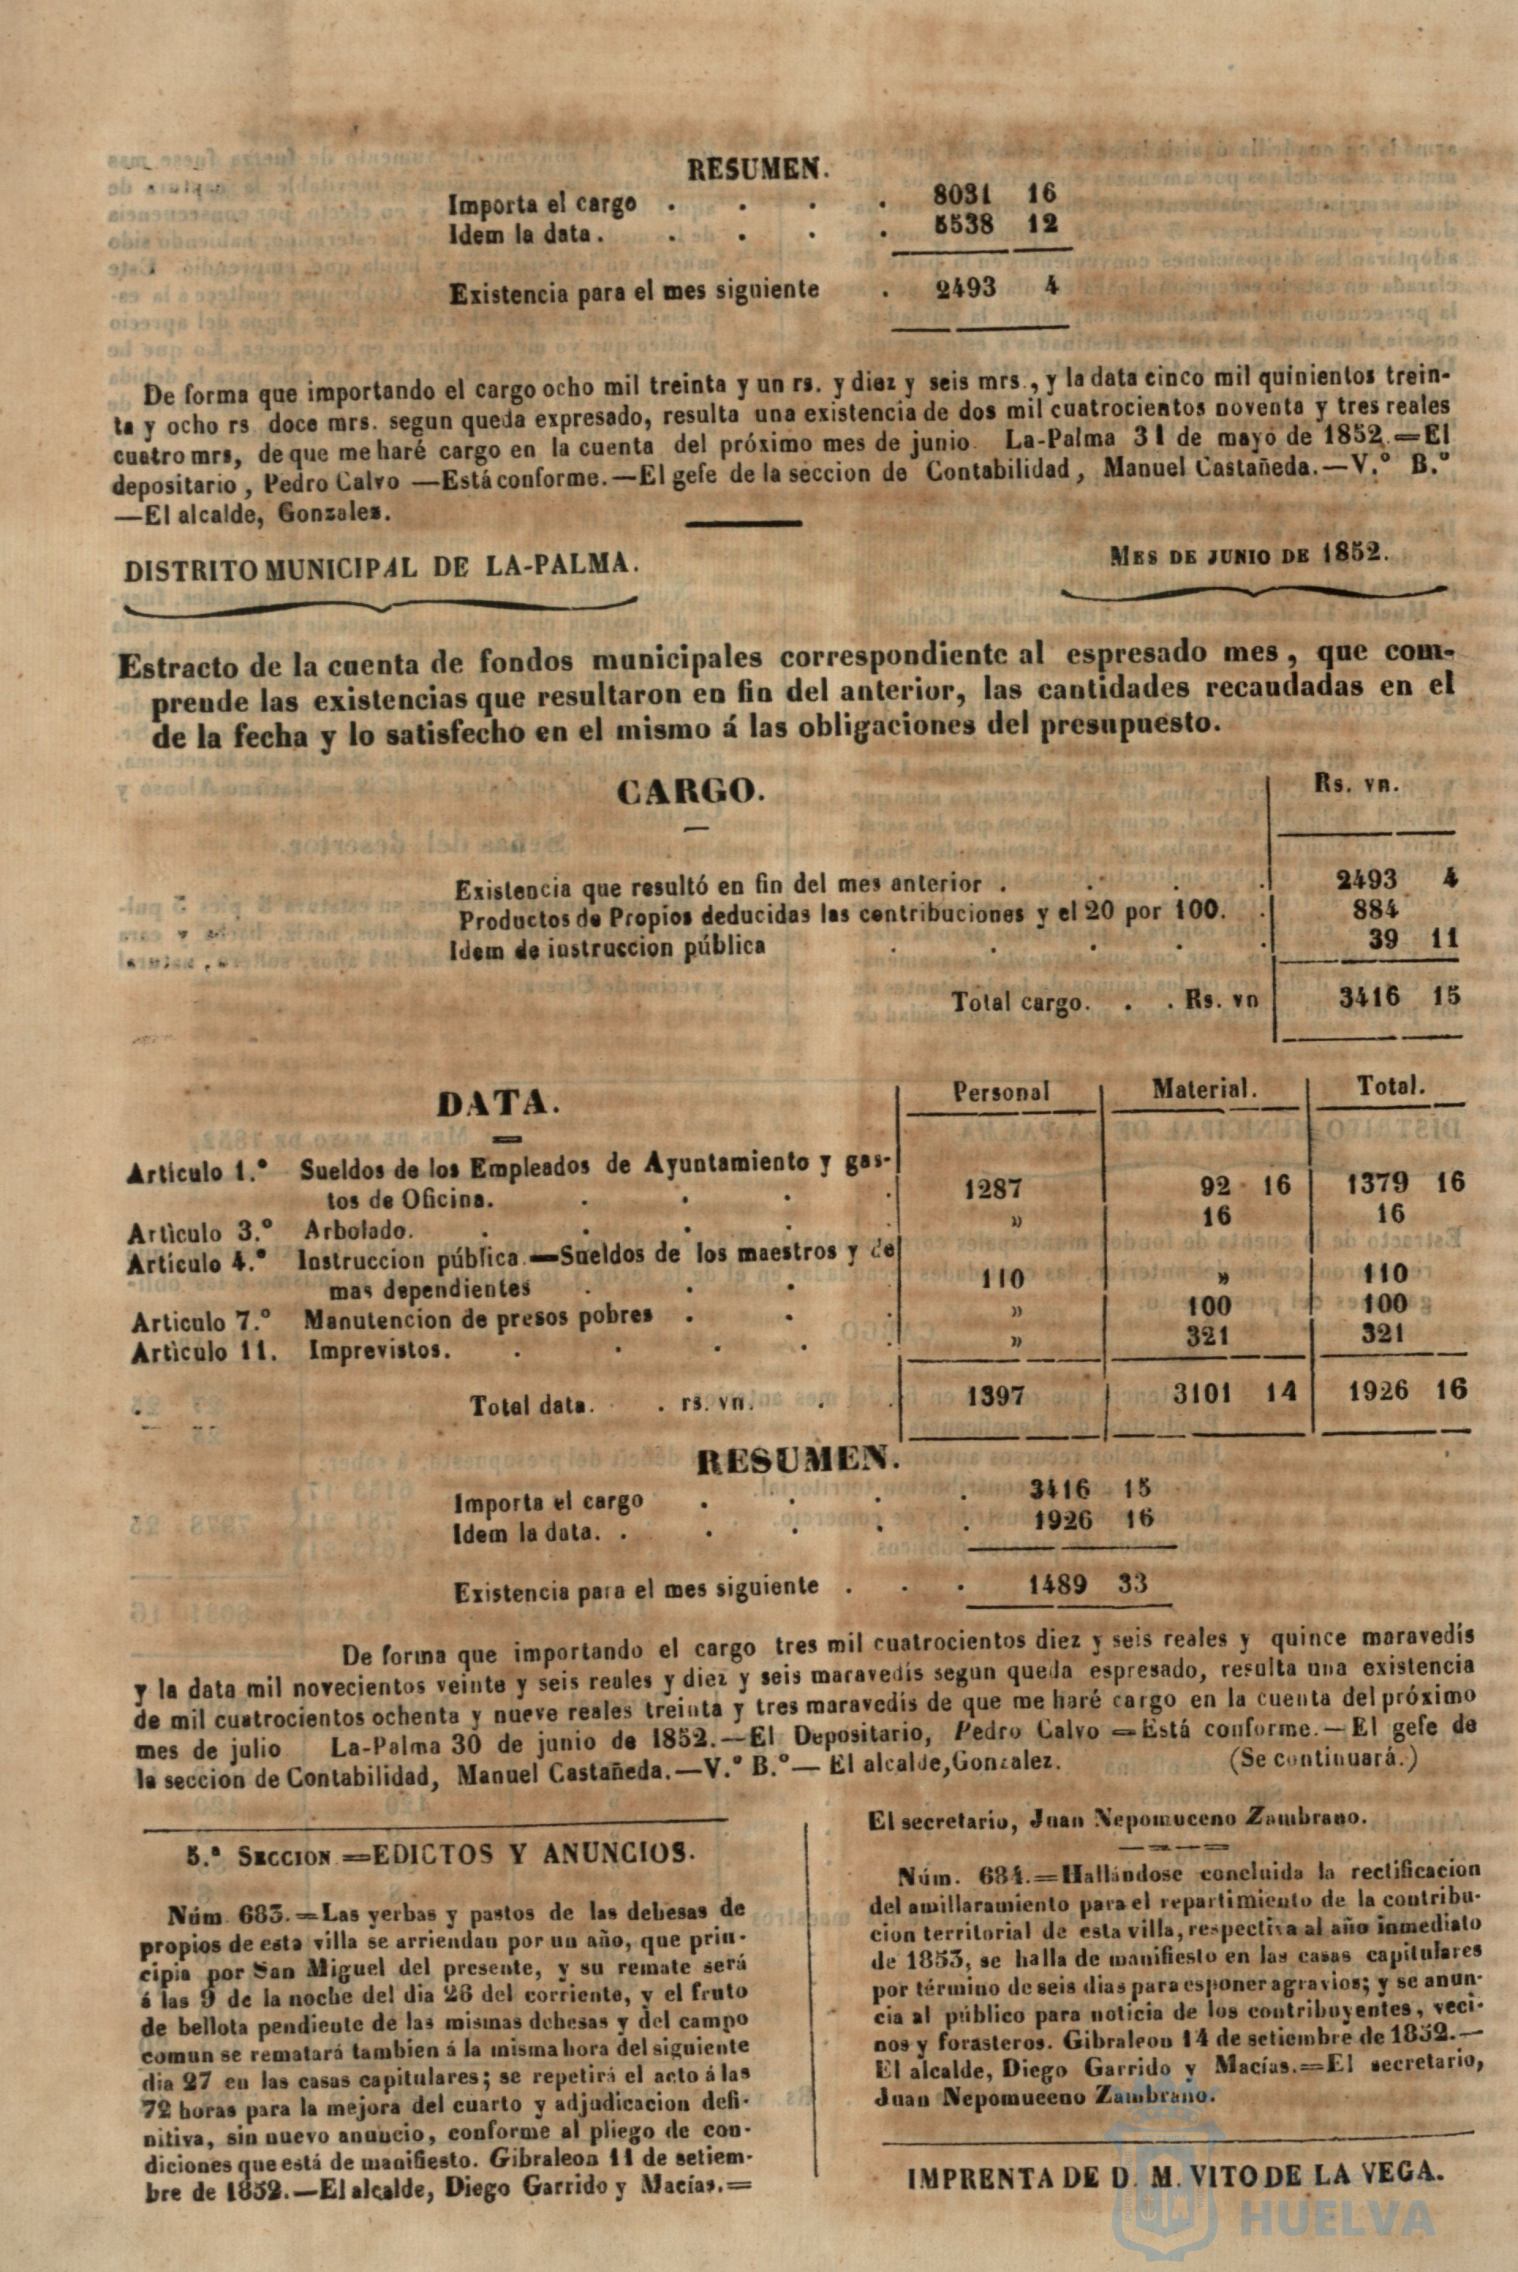 RESUMEN.
Importa el cargo . . . . 8031 16
Idem la data. . . . . 5538 12
Existencia para el mes siguiente . 2493 4
De forma que importando el cargo ocho mil treinta y un rs. y diez y seis mrs., y la data cinco mil quinientos trein-
ta y ocho rs doce mrs. segun queda expresado, resulta una existencia de dos mil cuatrocientos noventa y tres reales
cuatro mrs, de que me haré cargo en la cuenta del próximo mes de junio. La-Palma 31 de mayo de 1852.=El
depositario, Pedro Calvo —Está conforme.—El gefe de la seccion de Contabilidad, Manuel Castañeda.—V.º B.º
—El alcalde, Gonzales.
DISTRITO MUNICIPAL DE LA-PALMA.
MES DE JUNIO DE 1852.
Estracto de la cuenta de fondos municipales correspondiente al espresado mes, que com-
prende las existencias que resultaron en fin del anterior, las cantidades recaudadas en el
de la fecha y lo satisfecho en el mismo á las obligaciones del presupuesto.
CARGO.
Rs. vn.
Existencia que resultó en fin del mes anterior . . . . 2493 4
Productos de Propios deducidas las contribuciones y el 20 por 100. . 884
Idem de instruccion pública . . . . . 39 11
Total cargo. . . Rs. vn 3416 15
DATA.
Personal Material. Total.
Articulo 1.º Sueldos de los Empleados de Ayuntamiento y gas-
tos de Oficina. . . . . 1287 92 16 1379 16
Articulo 3.º Arbolado. . . . . . » 16 16
Articulo 4.º Instruccion pública.—Sueldos de los maestros y de
mas dependientes . . . . 110 » 110
Articulo 7.º Manutencion de presos pobres . . . » 100 100
Articulo 11. Imprevistos. . . . . . » 321 321
Total data. . rs. vn. . . 1397 3101 14 1926 16
RESUMEN.
Importa el cargo . . . . 3416 15
Idem la data. . . . . . 1926 16
Existencia para el mes siguiente . . . 1489 33
De forma que importando el cargo tres mil cuatrocientos diez y seis reales y quince maravedís
y la data mil novecientos veinte y seis reales y diez y seis maravedís segun queda espresado, resulta una existencia
de mil cuatrocientos ochenta y nueve reales treinta y tres maravedís de que me haré cargo en la cuenta del próximo
mes de julio La-Palma 30 de junio de 1852.—El Depositario, Pedro Calvo =Está conforme.—El gefe de
la seccion de Contabilidad, Manuel Castañeda.—V.º B.º— El alcalde, Gonzalez. (Se continuará.)
5.ª SECCION.=EDICTOS Y ANUNCIOS.
Núm. 683.=Las yerbas y pastos de las dehesas de
propios de esta villa se arriendan por un año, que prin-
cipia por San Miguel del presente, y su remate será
á las 9 de la noche del dia 26 del corriente, y el fruto
de bellota pendiente de las mismas dehesas y del campo
comun se rematará tambien á la misma hora del siguiente
dia 27 en las casas capitulares; se repetirá el acto á las
72 horas para la mejora del cuarto y adjudicacion defi-
nitiva, sin nuevo anuncio, conforme al pliego de con-
diciones que está de manifiesto. Gibraleon 11 de setiem-
bre de 1852.—El alcalde, Diego Garrido y Macías.=
El secretario, Juan Nepomuceno Zambrano.
Núm. 684.=Hallándose concluida la rectificacion
del amillaramiento para el repartimiento de la contribu-
cion territorial de esta villa, respectiva al año inmediato
de 1853, se halla de manifiesto en las casas capitulares
por término de seis dias para esponer agravios; y se anun-
cia al público para noticia de los contribuyentes, veci-
nos y forasteros. Gibraleon 14 de setiembre de 1852.—
El alcalde, Diego Garrido y Macías.=El secretario,
Juan Nepomuceno Zambrano.
IMPRENTA DE D. M. VITO DE LA VEGA.
HUELVA